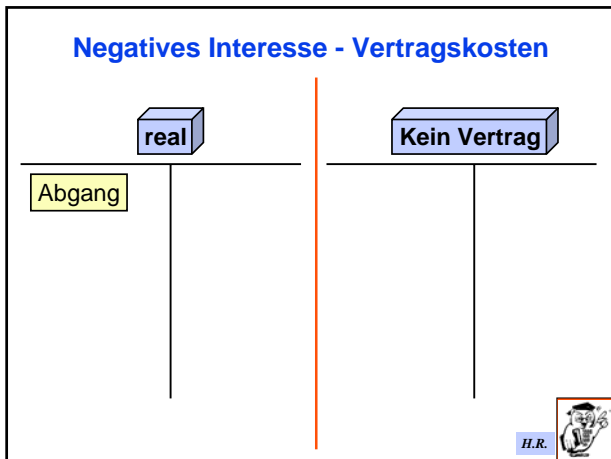 Negatives Interesse - Vertragskosten
real
Kein Vertrag
Abgang
H.R.